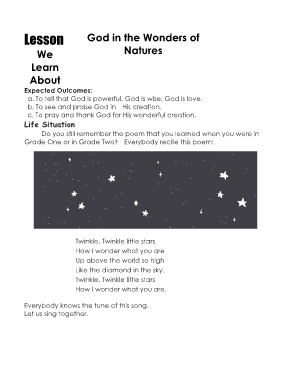 Lesson
We
Learn
About
God in the Wonders of
Natures
Expected Outcomes:
a. To tell that God is powerful, God is wise, God is love.
b. To see and praise God in His creation.
c. To pray and thank God for His wonderful creation.
Life Situation
Do you still remember the poem that you learned when you were in
Grade One or in Grade Two? Everybody recite this poem:
Twinkle, Twinkle little stars
How I wonder what you are
Up above the world so high
Like the diamond in the sky.
Twinkle, Twinkle little stars
How I wonder what you are.
Everybody knows the tune of this song.
Let us sing together.